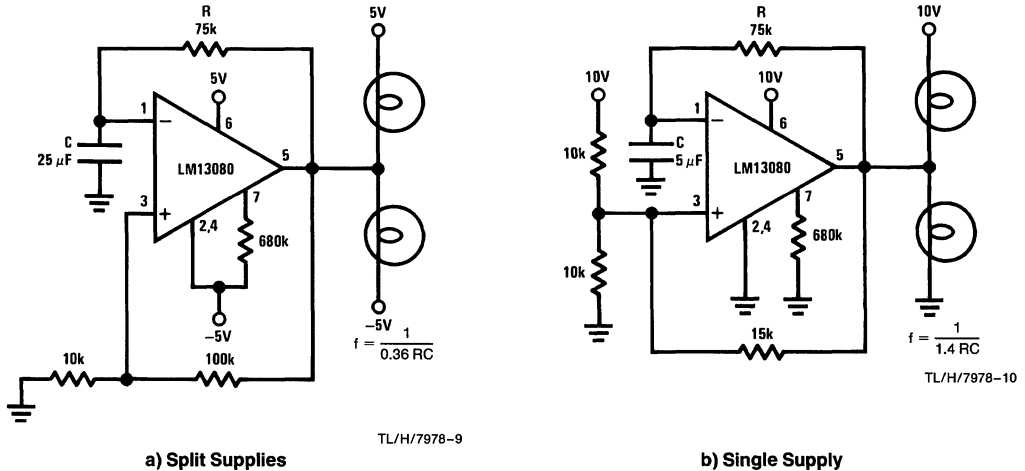 R
75k
5V
5V
1
6
C
25 μF
−
LM13080
5
3
+
7
2,4
680k
−5V
−5V
f = 1 / 0.36 RC
10k
100k
TL/H/7978–9
a) Split Supplies
R
75k
10V
10V
10V
1
6
10k
C
5 μF
−
LM13080
5
3
+
7
2,4
680k
10k
15k
f = 1 / 1.4 RC
TL/H/7978–10
b) Single Supply